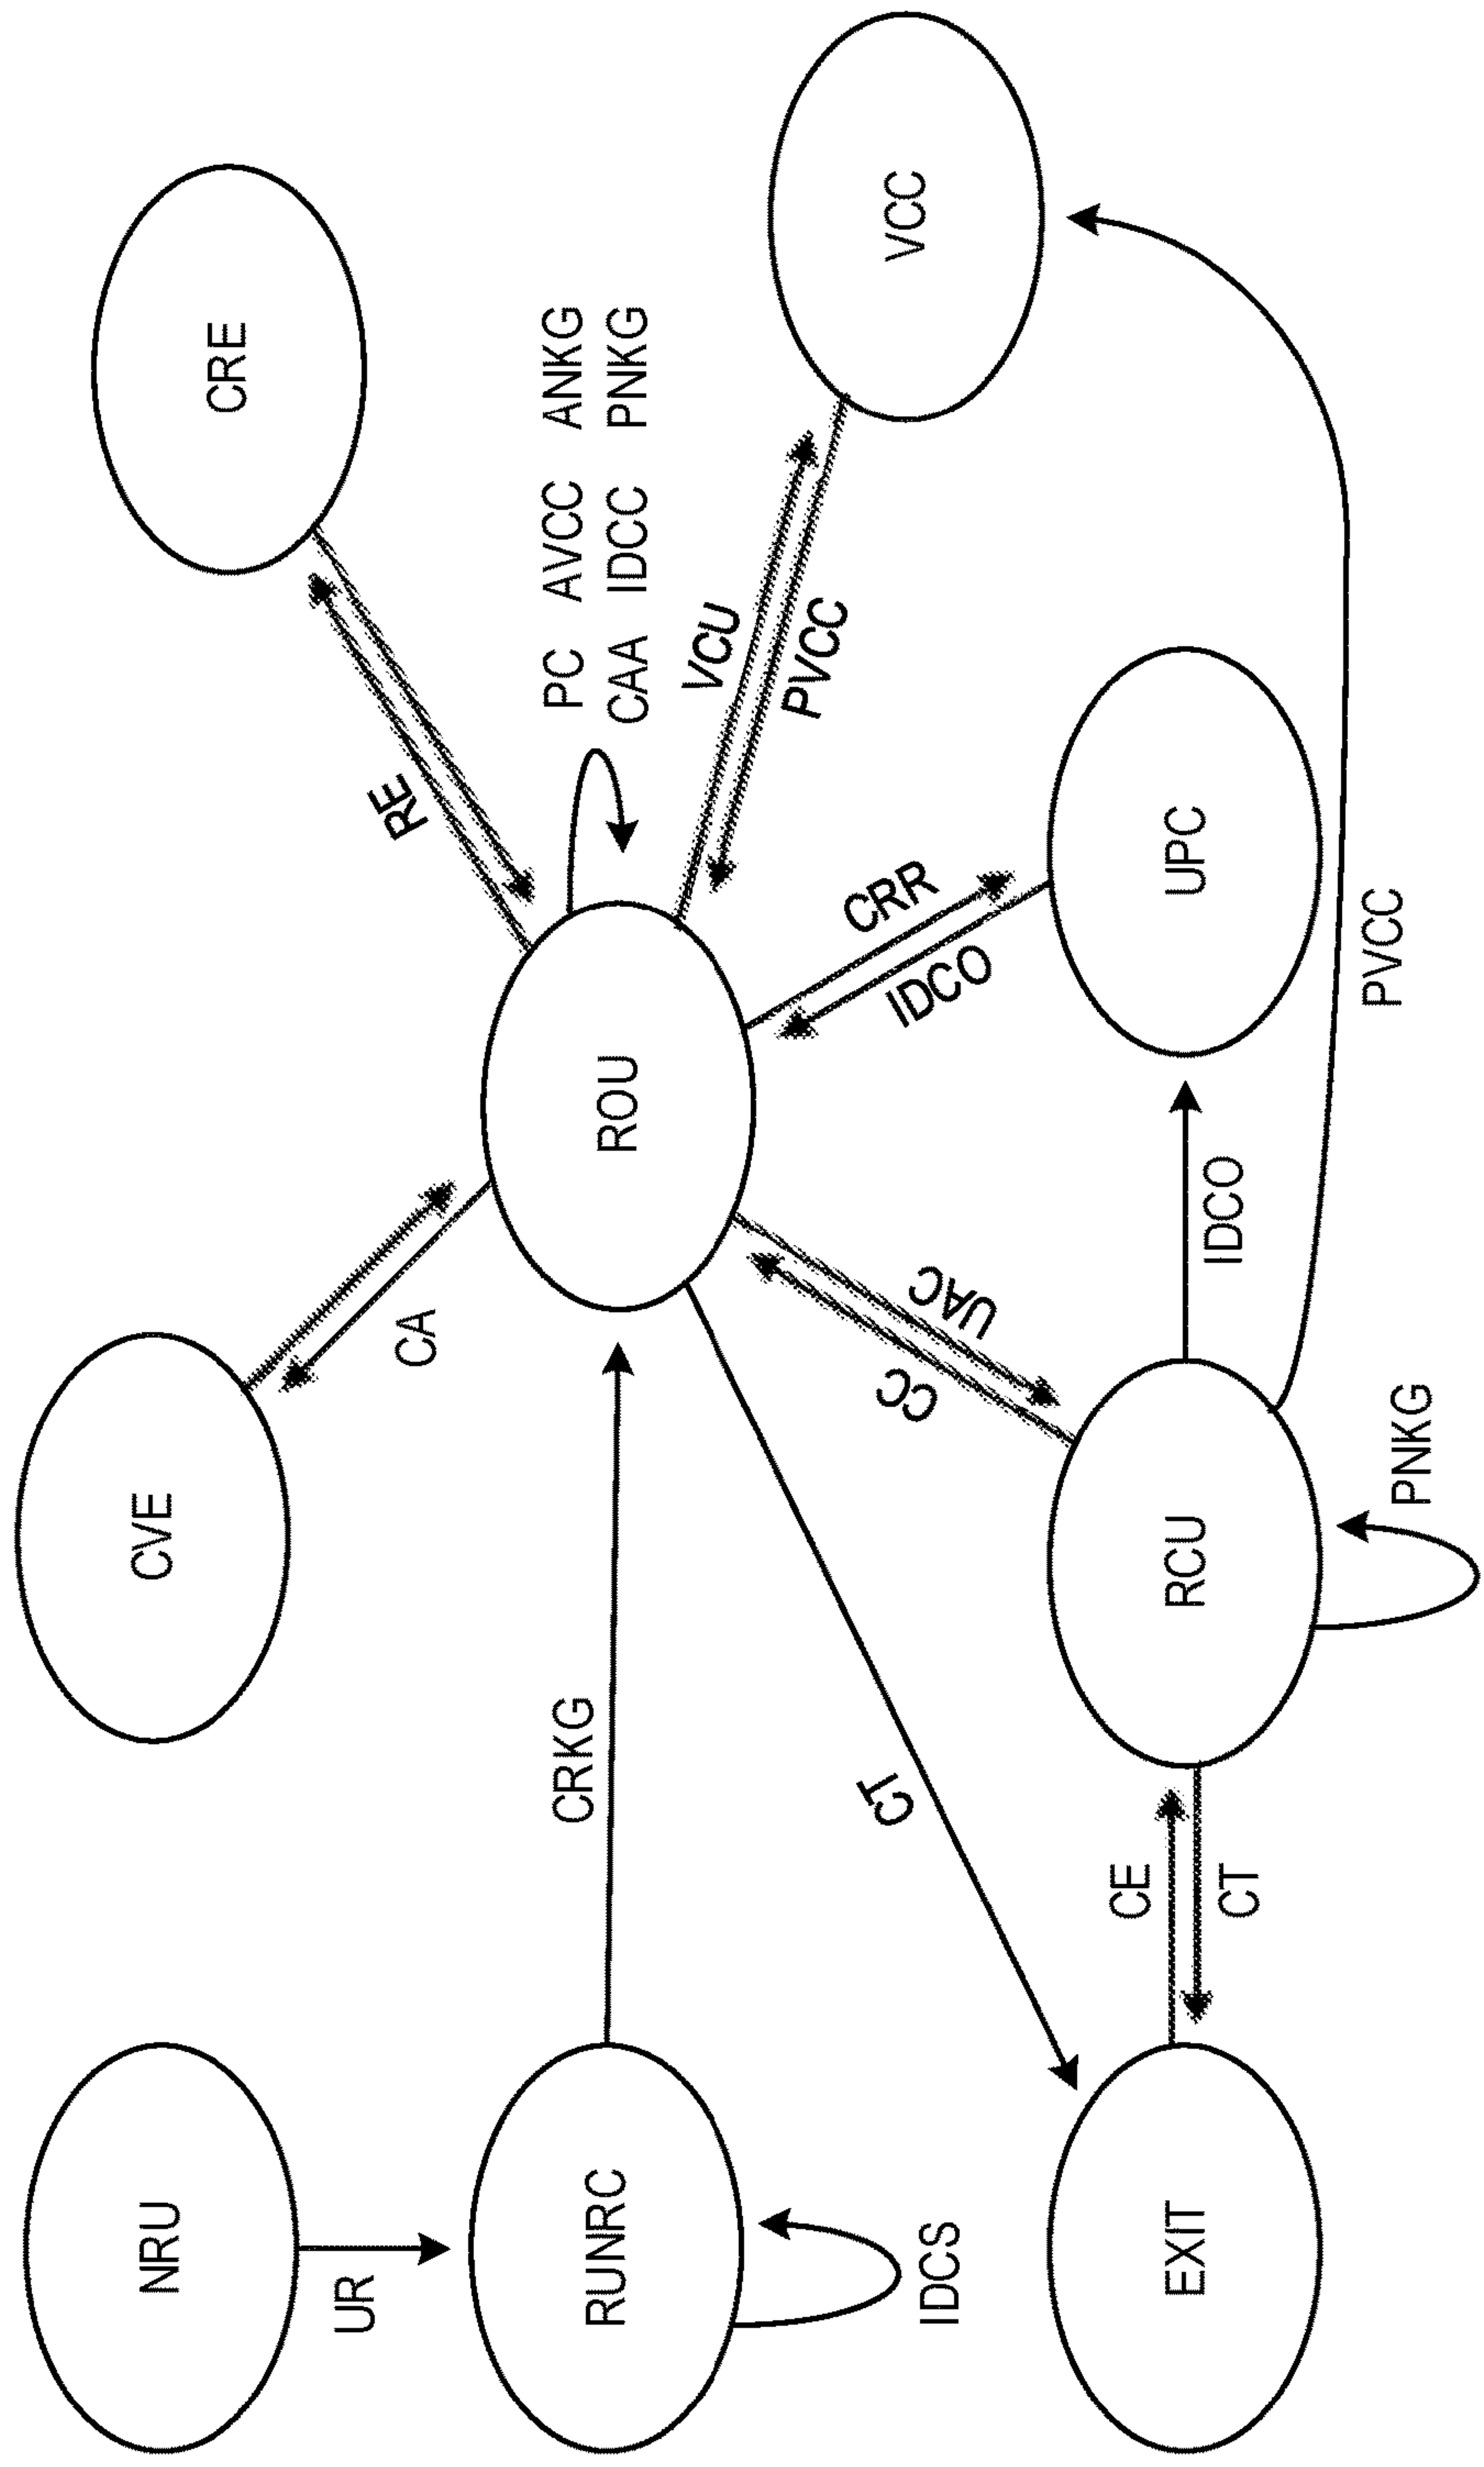 NRU
CVE
CRE
UR
CA
RE
CRKG
PC AVCC ANKG
CAA IDCC PNKG
RUNRC
ROU
VCU
PVCC
VCC
CT
CRR
IDCO
CC
UAC
IDCS
CE
EXIT
RCU
UPC
CT
IDCO
PVCC
PNKG